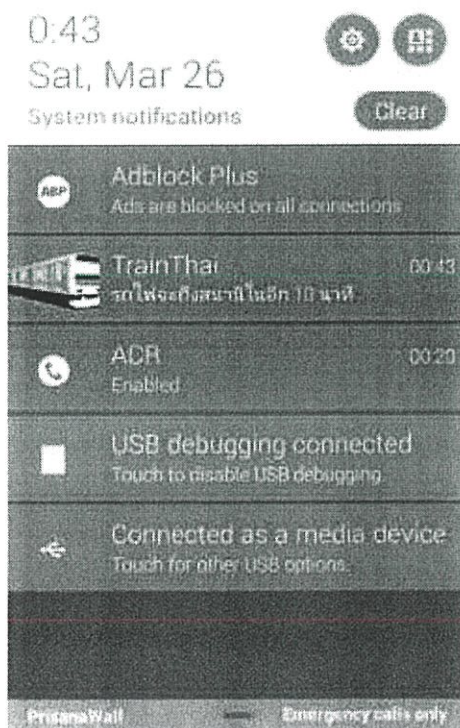 0:43
Sat, Mar 26
System notifications
Clear
ABP
Adblock Plus
Ads are blocked on all connections
TrainThai
00:43
รถไฟจะถึงสถานีในอีก 10 นาที
ACR
00:20
Enabled
USB debugging connected
Touch to disable USB debugging.
Connected as a media device
Touch for other USB options.
Emergency calls only